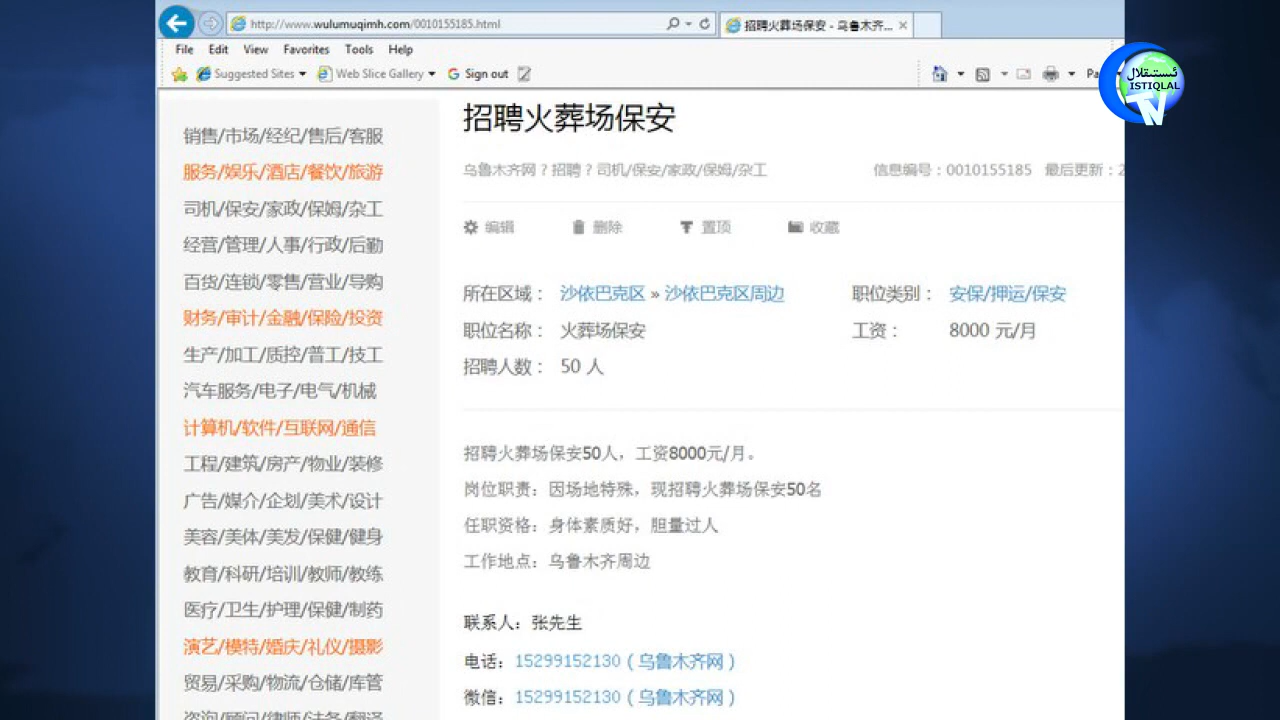 http://www.wulumuqimh.com/0010155185.html
招聘火葬场保安 - 乌鲁木齐...
File Edit View Favorites Tools Help
Suggested Sites Web Slice Gallery G Sign out
ئىستىقلال
ISTIQLAL
TV
招聘火葬场保安
乌鲁木齐网 ? 招聘 ? 司机/保安/家政/保姆/杂工 信息编号：0010155185 最后更新：2
编辑 删除 置顶 收藏
所在区域： 沙依巴克区 » 沙依巴克区周边 职位类别： 安保/押运/保安
职位名称： 火葬场保安 工资： 8000 元/月
招聘人数： 50 人
招聘火葬场保安50人，工资8000元/月。
岗位职责：因场地特殊，现招聘火葬场保安50名
任职资格：身体素质好，胆量过人
工作地点：乌鲁木齐周边
联系人：张先生
电话：15299152130 ( 乌鲁木齐网 )
微信：15299152130 ( 乌鲁木齐网 )
销售/市场/经纪/售后/客服
服务/娱乐/酒店/餐饮/旅游
司机/保安/家政/保姆/杂工
经营/管理/人事/行政/后勤
百货/连锁/零售/营业/导购
财务/审计/金融/保险/投资
生产/加工/质控/普工/技工
汽车服务/电子/电气/机械
计算机/软件/互联网/通信
工程/建筑/房产/物业/装修
广告/媒介/企划/美术/设计
美容/美体/美发/保健/健身
教育/科研/培训/教师/教练
医疗/卫生/护理/保健/制药
演艺/模特/婚庆/礼仪/摄影
贸易/采购/物流/仓储/库管
咨询/顾问/律师/法务/翻译